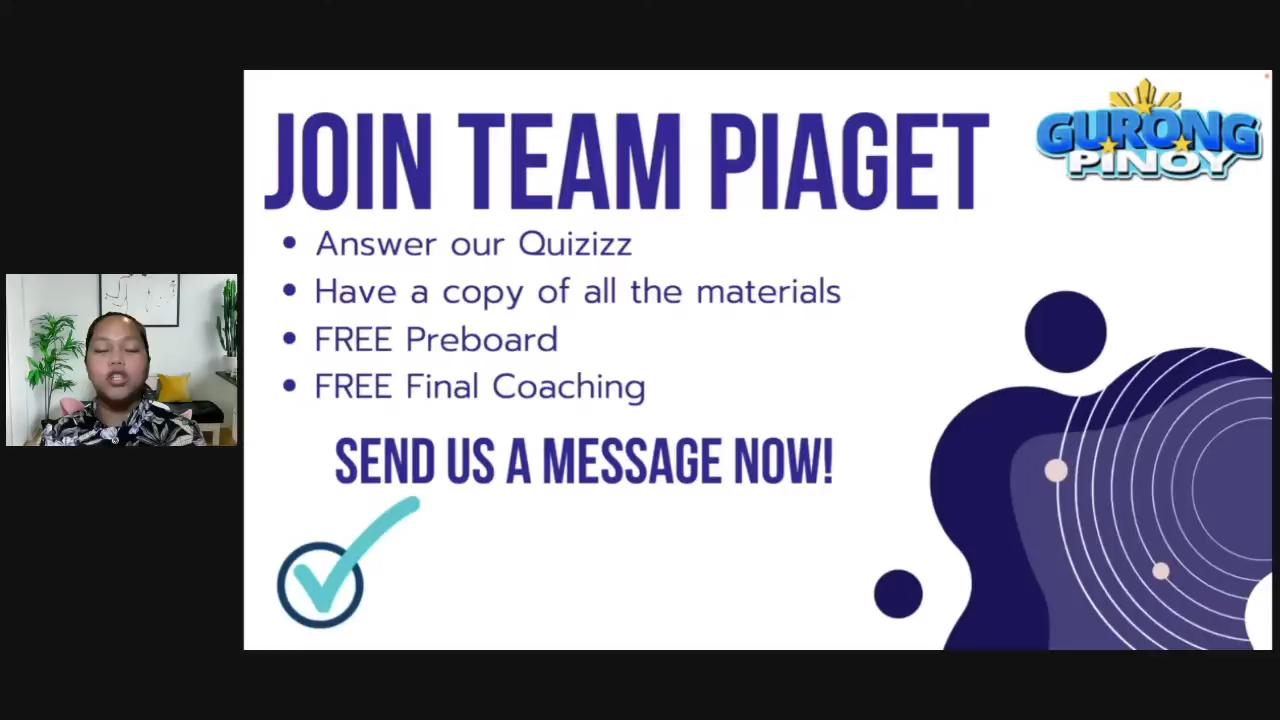 JOIN TEAM PIAGET
GURONG
PINOY
• Answer our Quizizz
• Have a copy of all the materials
• FREE Preboard
• FREE Final Coaching
SEND US A MESSAGE NOW!